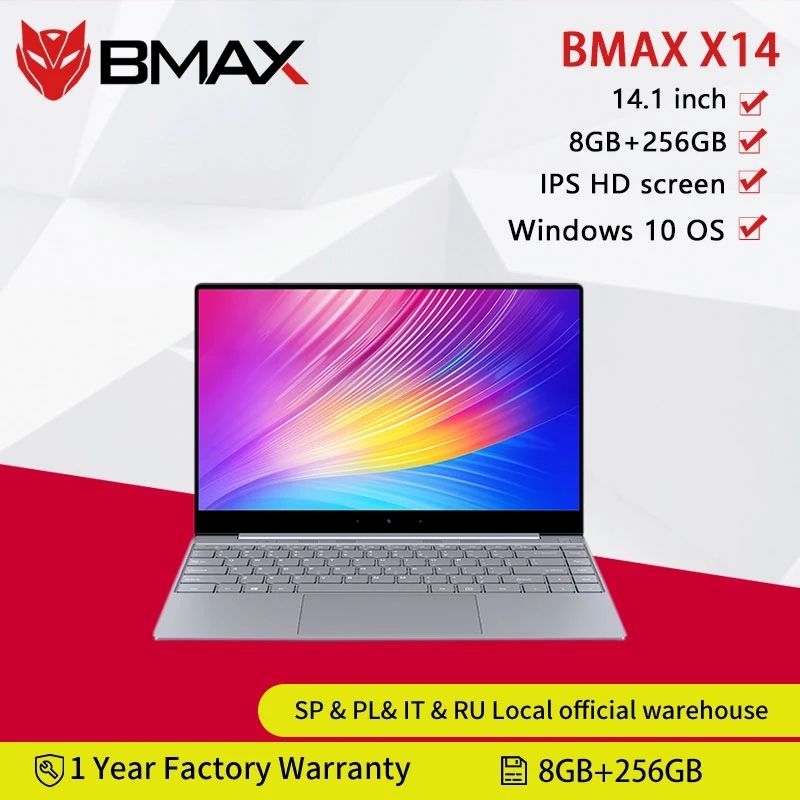 BMAX
BMAX X14
14.1 inch
8GB+256GB
IPS HD screen
Windows 10 OS
SP & PL& IT & RU Local official warehouse
1 Year Factory Warranty
8GB+256GB